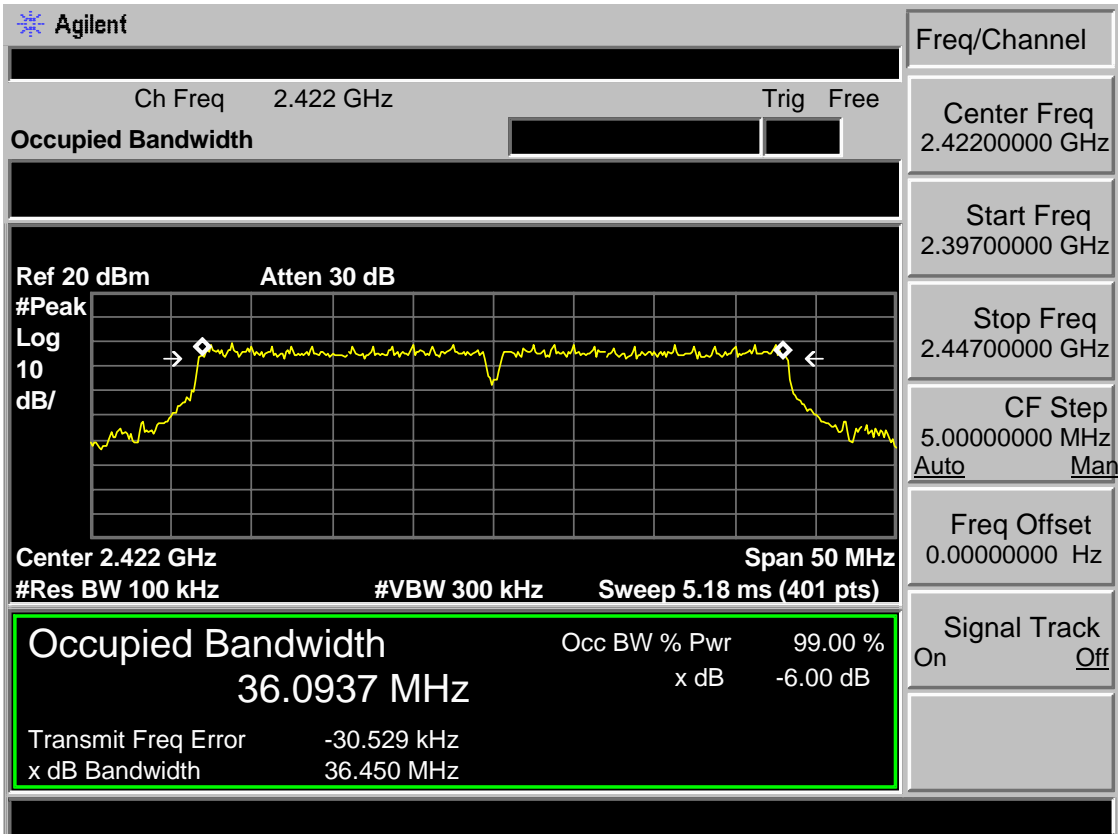 Agilent
Ch Freq 2.422 GHz Trig Free
Occupied Bandwidth
Ref 20 dBm Atten 30 dB
#Peak
Log
10
dB/
Center 2.422 GHz Span 50 MHz
#Res BW 100 kHz #VBW 300 kHz Sweep 5.18 ms (401 pts)
Occupied Bandwidth
36.0937 MHz
Occ BW % Pwr 99.00 %
x dB -6.00 dB
Transmit Freq Error -30.529 kHz
x dB Bandwidth 36.450 MHz
Freq/Channel
Center Freq
2.42200000 GHz
Start Freq
2.39700000 GHz
Stop Freq
2.44700000 GHz
CF Step
5.00000000 MHz
Auto Man
Freq Offset
0.00000000 Hz
Signal Track
On Off